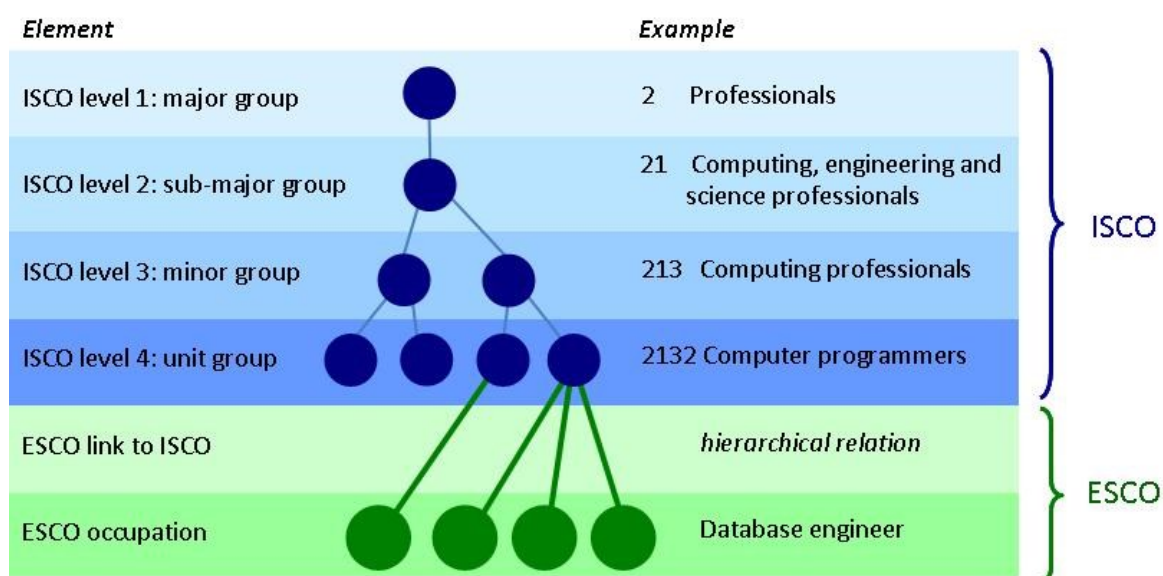 Element Example
ISCO level 1: major group 2 Professionals
ISCO level 2: sub-major group 21 Computing, engineering and
science professionals
ISCO level 3: minor group 213 Computing professionals
ISCO level 4: unit group 2132 Computer programmers
ISCO
ESCO link to ISCO hierarchical relation
ESCO occupation Database engineer
ESCO